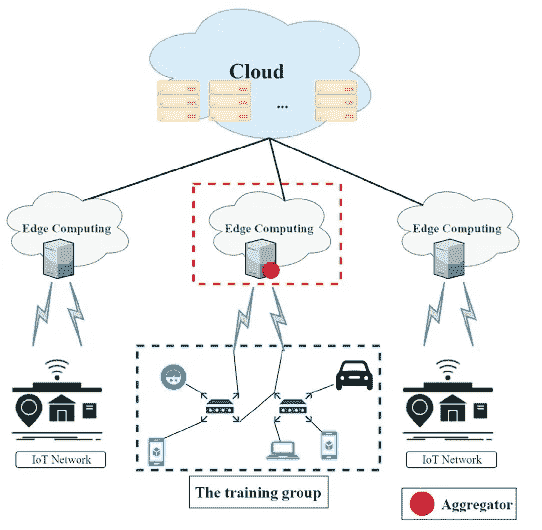 Cloud
...
Edge Computing
Edge Computing
Edge Computing
IoT Network
IoT Network
The training group
Aggregator